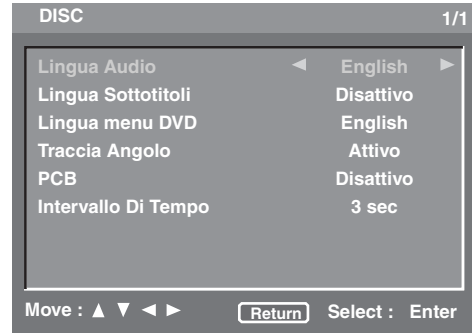 DISC 1/1
Lingua Audio ◄ English ►
Lingua Sottotitoli Disattivo
Lingua menu DVD English
Traccia Angolo Attivo
PCB Disattivo
Intervallo Di Tempo 3 sec
Move : ▲ ▼ ◄ ► Return Select : Enter